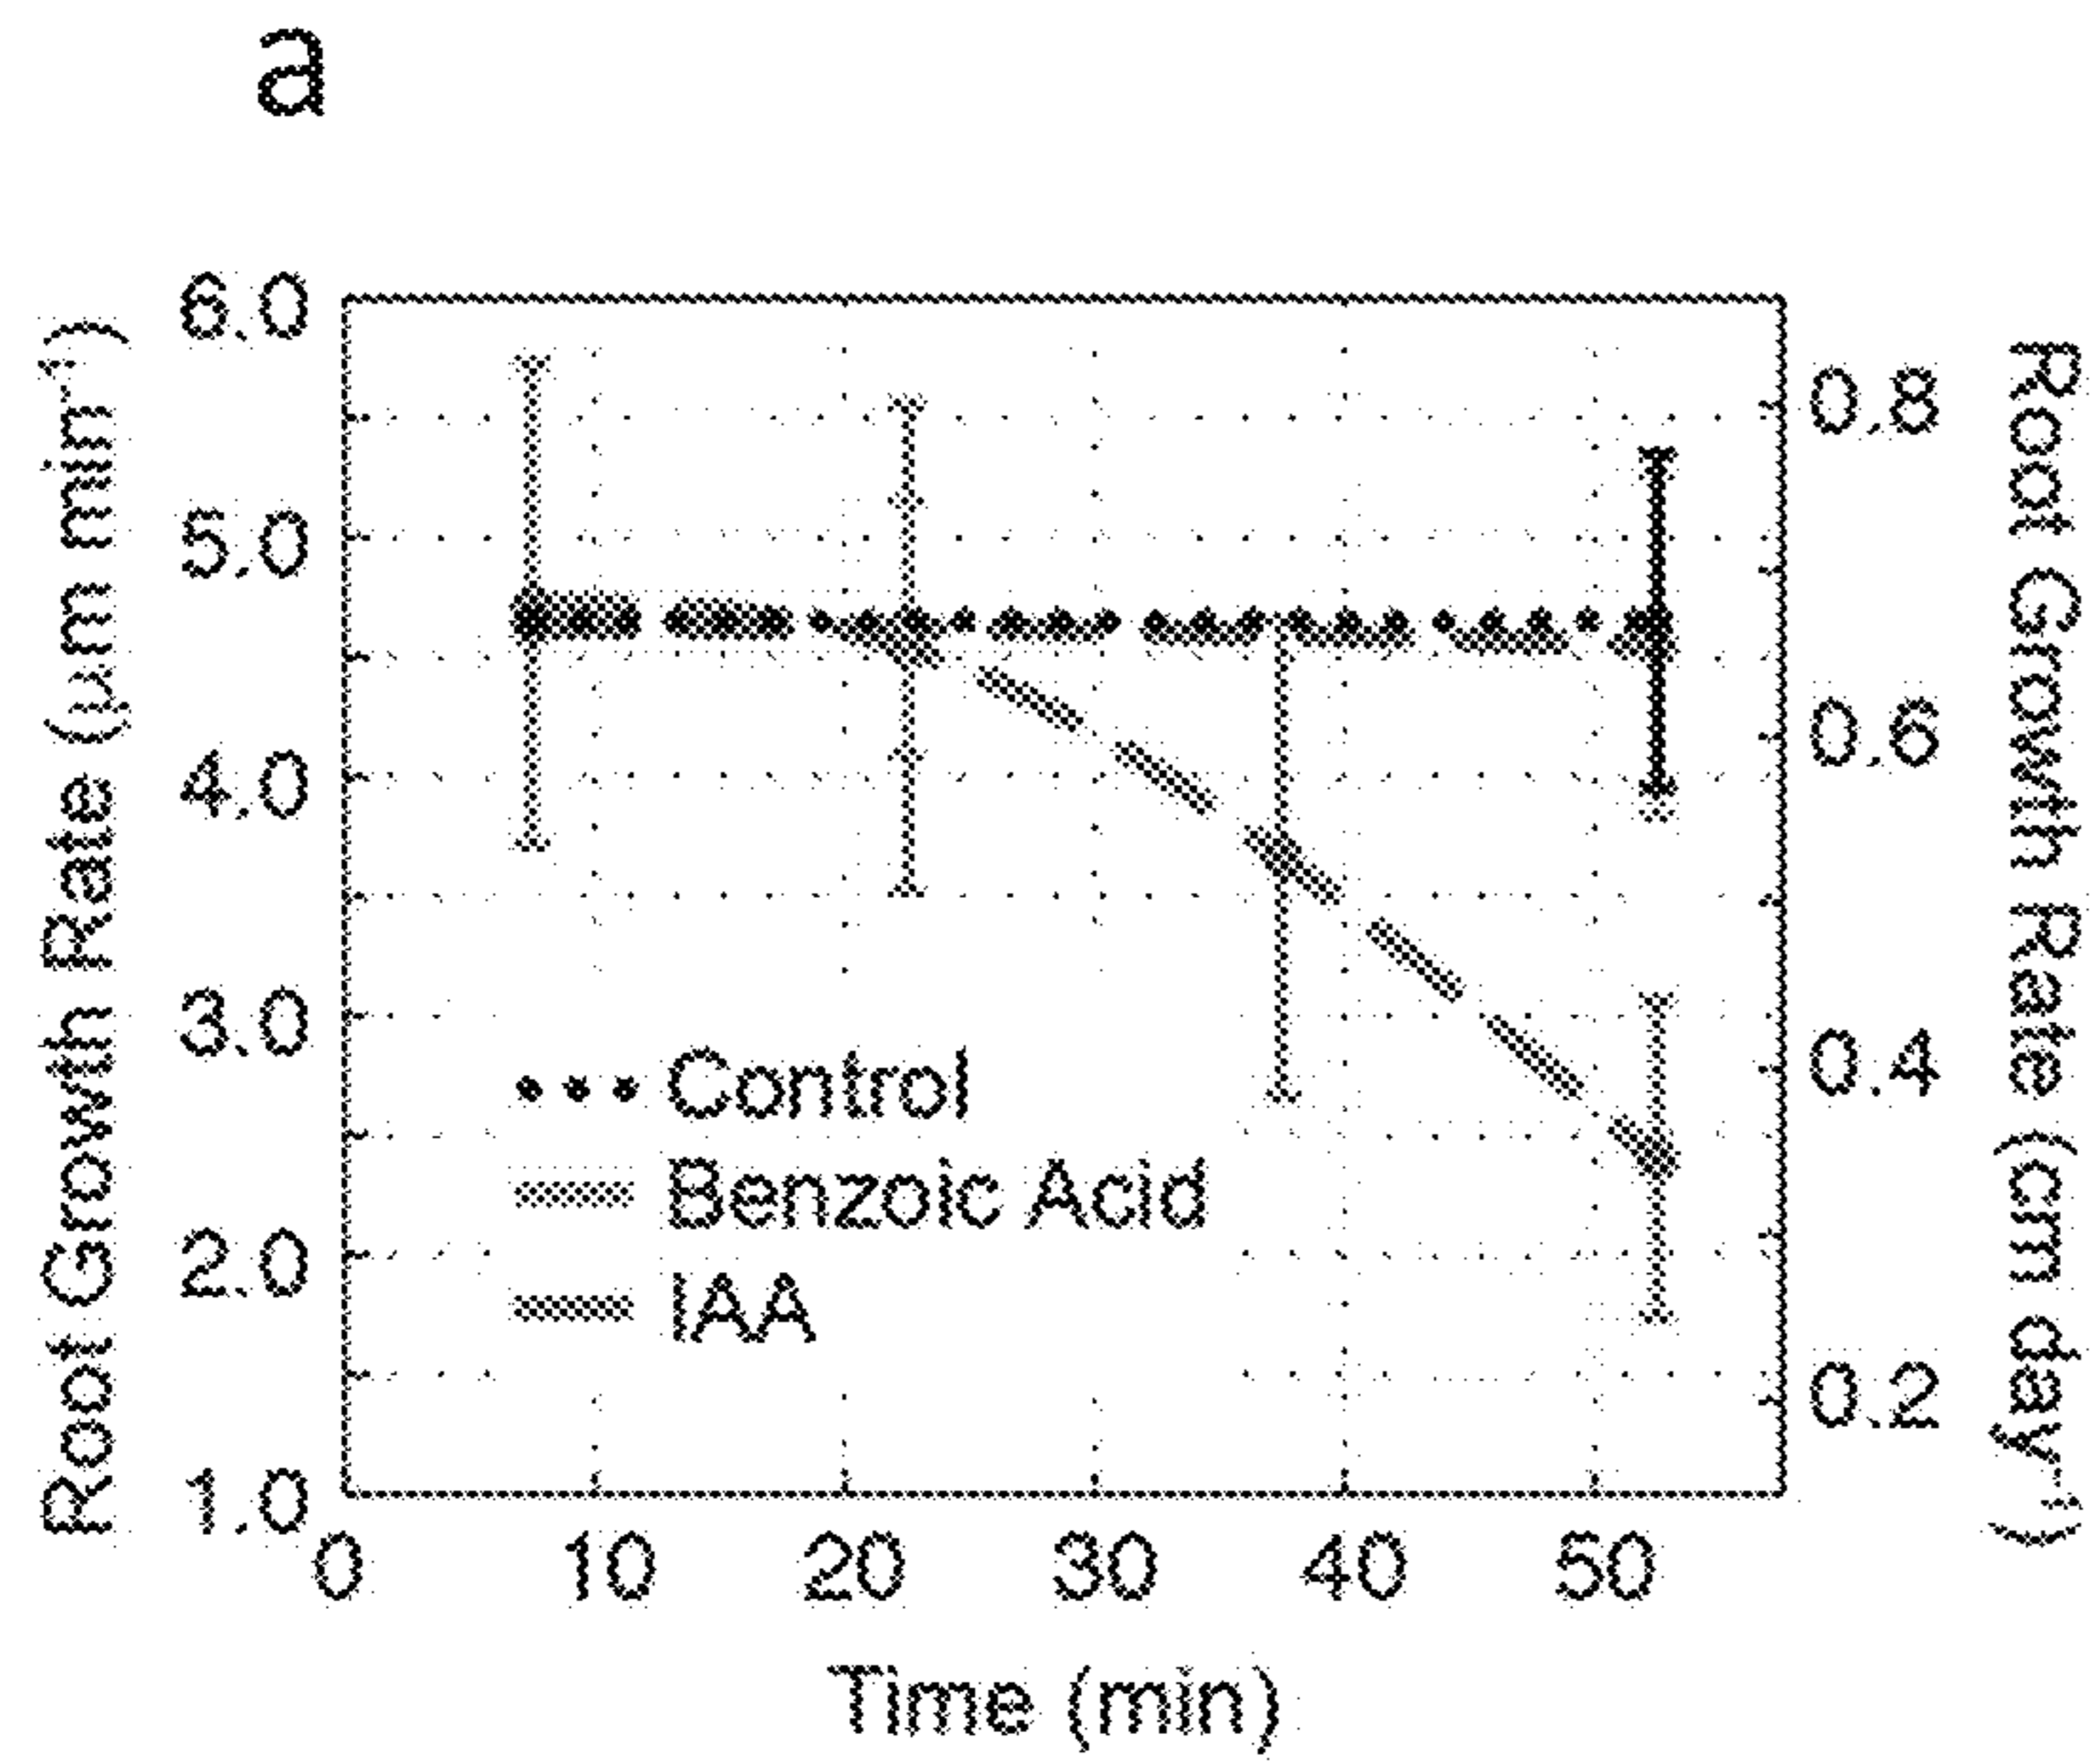 a
Root Growth Rate (μm min⁻¹)
6.0
5.0
4.0
3.0
2.0
1.0
Control
Benzoic Acid
IAA
0 10 20 30 40 50
Time (min)
0.8
0.6
0.4
0.2
Root Growth Rate (cm day⁻¹)